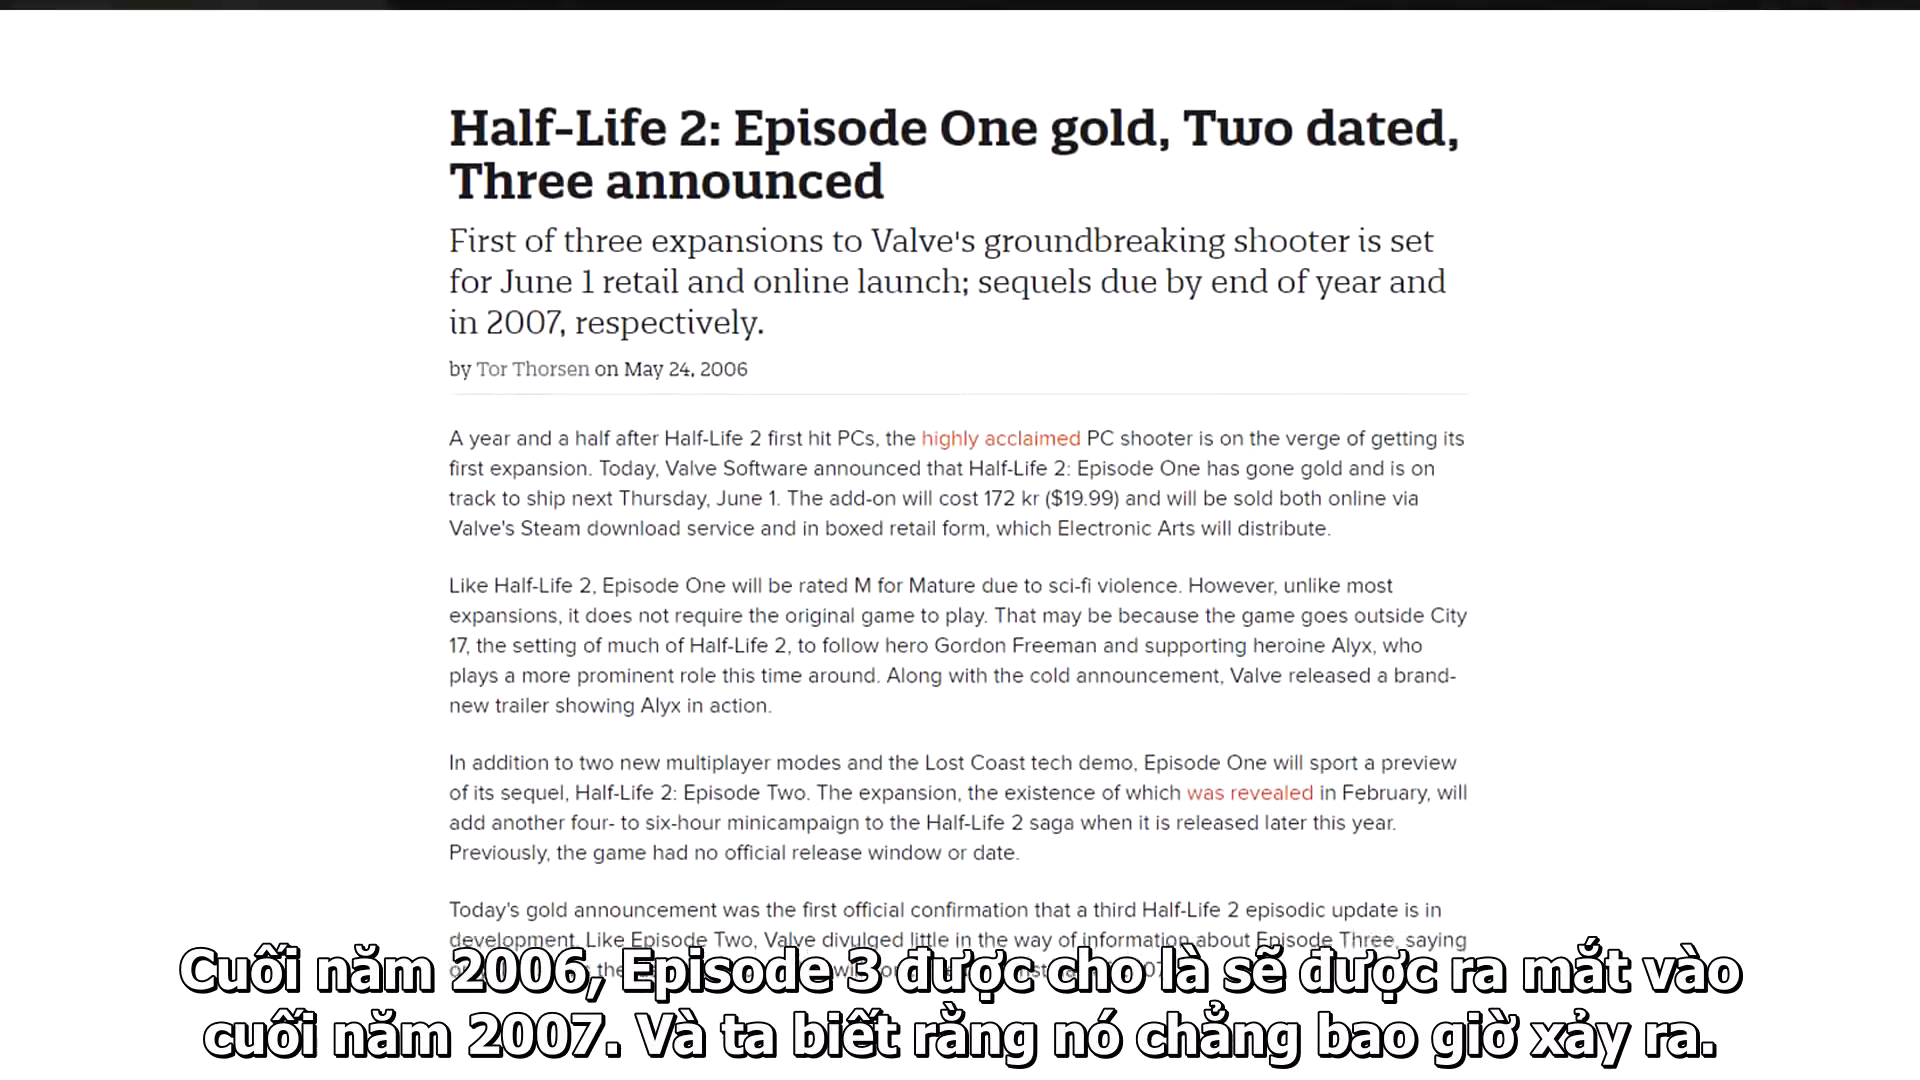 Half-Life 2: Episode One gold, Two dated,
Three announced
First of three expansions to Valve's groundbreaking shooter is set
for June 1 retail and online launch; sequels due by end of year and
in 2007, respectively.
by Tor Thorsen on May 24, 2006
A year and a half after Half-Life 2 first hit PCs, the highly acclaimed PC shooter is on the verge of getting its
first expansion. Today, Valve Software announced that Half-Life 2: Episode One has gone gold and is on
track to ship next Thursday, June 1. The add-on will cost 172 kr ($19.99) and will be sold both online via
Valve's Steam download service and in boxed retail form, which Electronic Arts will distribute.
Like Half-Life 2, Episode One will be rated M for Mature due to sci-fi violence. However, unlike most
expansions, it does not require the original game to play. That may be because the game goes outside City
17, the setting of much of Half-Life 2, to follow hero Gordon Freeman and supporting heroine Alyx, who
plays a more prominent role this time around. Along with the cold announcement, Valve released a brand-
new trailer showing Alyx in action.
In addition to two new multiplayer modes and the Lost Coast tech demo, Episode One will sport a preview
of its sequel, Half-Life 2: Episode Two. The expansion, the existence of which was revealed in February, will
add another four- to six-hour minicampaign to the Half-Life 2 saga when it is released later this year.
Previously, the game had no official release window or date.
Today's gold announcement was the first official confirmation that a third Half-Life 2 episodic update is in
development. Like Episode Two, Valve divulged little in the way of information about Episode Three, saying
Cuối năm 2006, Episode 3 được cho là sẽ được ra mắt vào
cuối năm 2007. Và ta biết rằng nó chẳng bao giờ xảy ra.